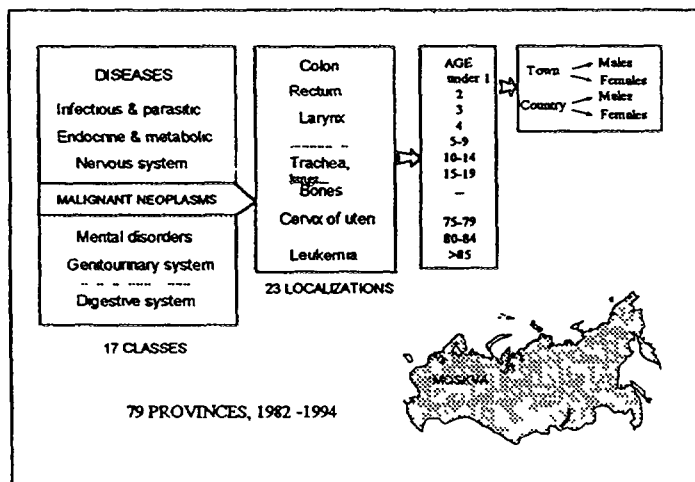 DISEASES
Infectious & parasitic
Endocrine & metabolic
Nervous system
MALIGNANT NEOPLASMS
Mental disorders
Genitourinary system
Digestive system
17 CLASSES
Colon
Rectum
Larynx
Trachea,
Bones
Cervix of uteri
Leukemia
23 LOCALIZATIONS
AGE
under 1
2
3
4
5-9
10-14
15-19
...
75-79
80-84
>85
Town
Males
Females
Country
Males
Females
MOSKVA
79 PROVINCES, 1982 -1994